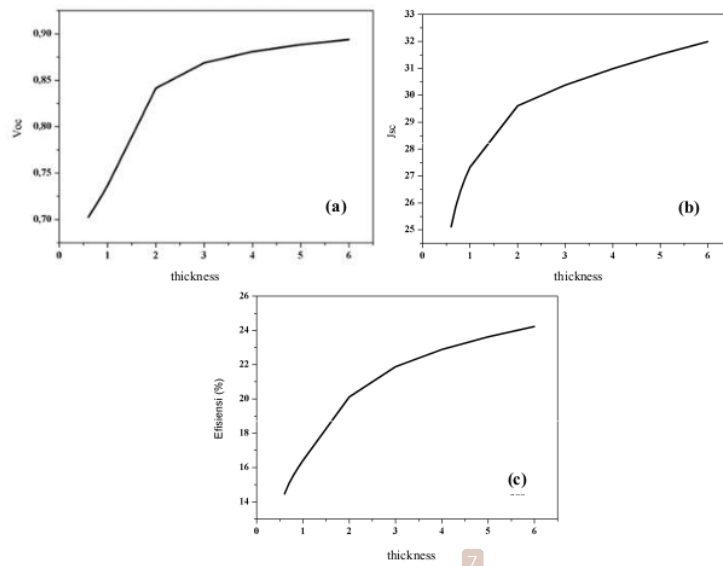 0,90
0,85
0,80
0,75
0,70
Voc
(a)
0 1 2 3 4 5 6
thickness
33
32
31
30
29
28
27
26
25
Jsc
(b)
0 1 2 3 4 5 6
thickness
26
24
22
20
18
16
14
Efisiensi (%)
(c)
0 1 2 3 4 5 6
thickness
7